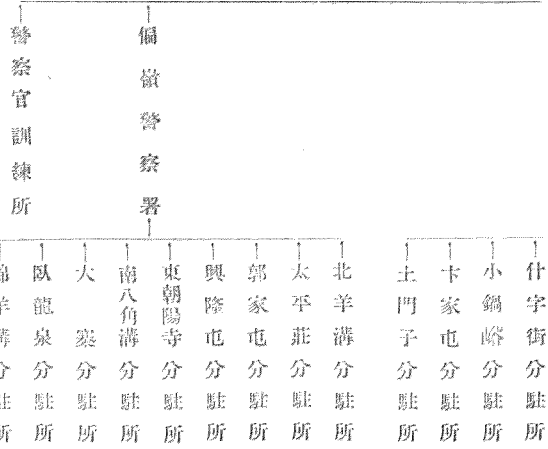 偏嶺警察署
警察官訓練所
什字街分駐所
小鍋峪分駐所
卞家屯分駐所
土門子分駐所
北羊溝分駐所
太平莊分駐所
郭家屯分駐所
興隆屯分駐所
東朝陽寺分駐所
南八角溝分駐所
大寨分駐所
臥龍泉分駐所
羊溝分駐所